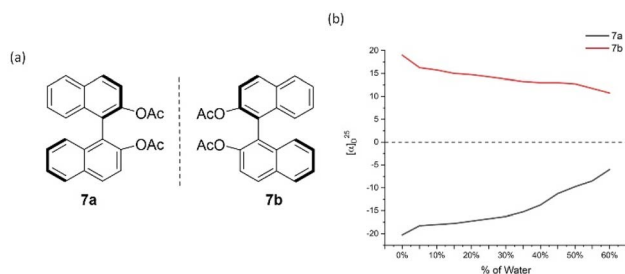 (a)
OAc
OAc
7a
AcO
AcO
7b
(b)
7a
7b
20
15
10
5
0
-5
-10
-15
-20
[α]D25
0% 10% 20% 30% 40% 50% 60%
% of Water